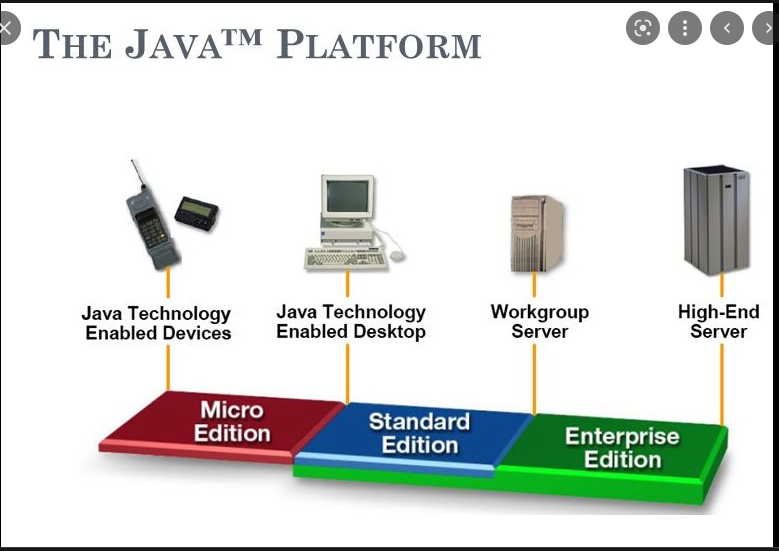 THE JAVA™ PLATFORM
Java Technology
Enabled Devices
Java Technology
Enabled Desktop
Workgroup
Server
High-End
Server
Micro
Edition
Standard
Edition
Enterprise
Edition